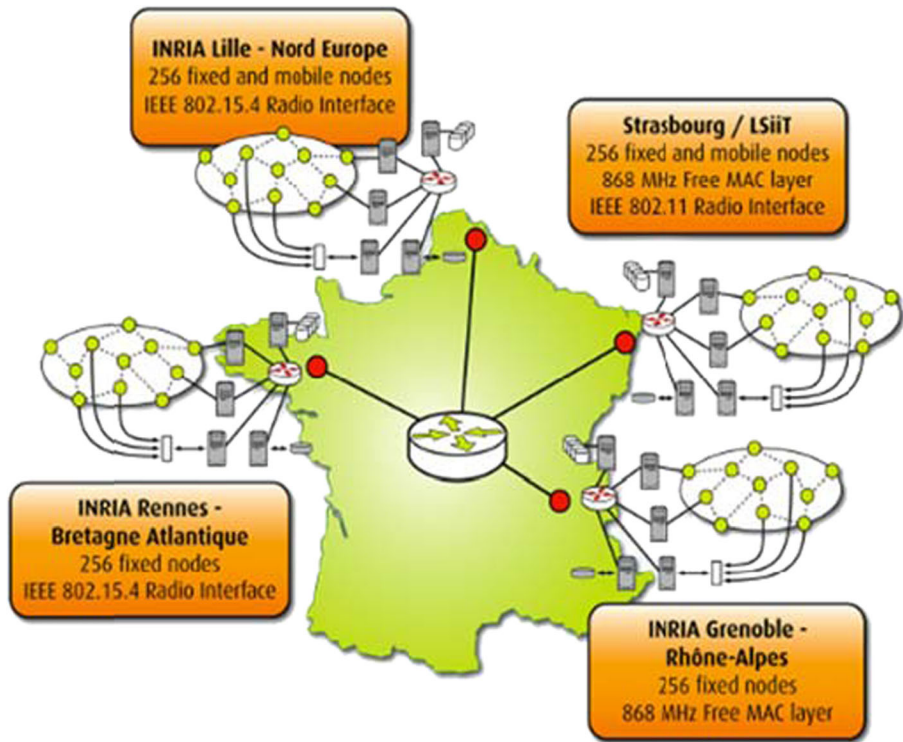 INRIA Lille - Nord Europe
256 fixed and mobile nodes
IEEE 802.15.4 Radio Interface
Strasbourg / LSiiT
256 fixed and mobile nodes
868 MHz Free MAC layer
IEEE 802.11 Radio Interface
INRIA Rennes -
Bretagne Atlantique
256 fixed nodes
IEEE 802.15.4 Radio Interface
INRIA Grenoble -
Rhône-Alpes
256 fixed nodes
868 MHz Free MAC layer